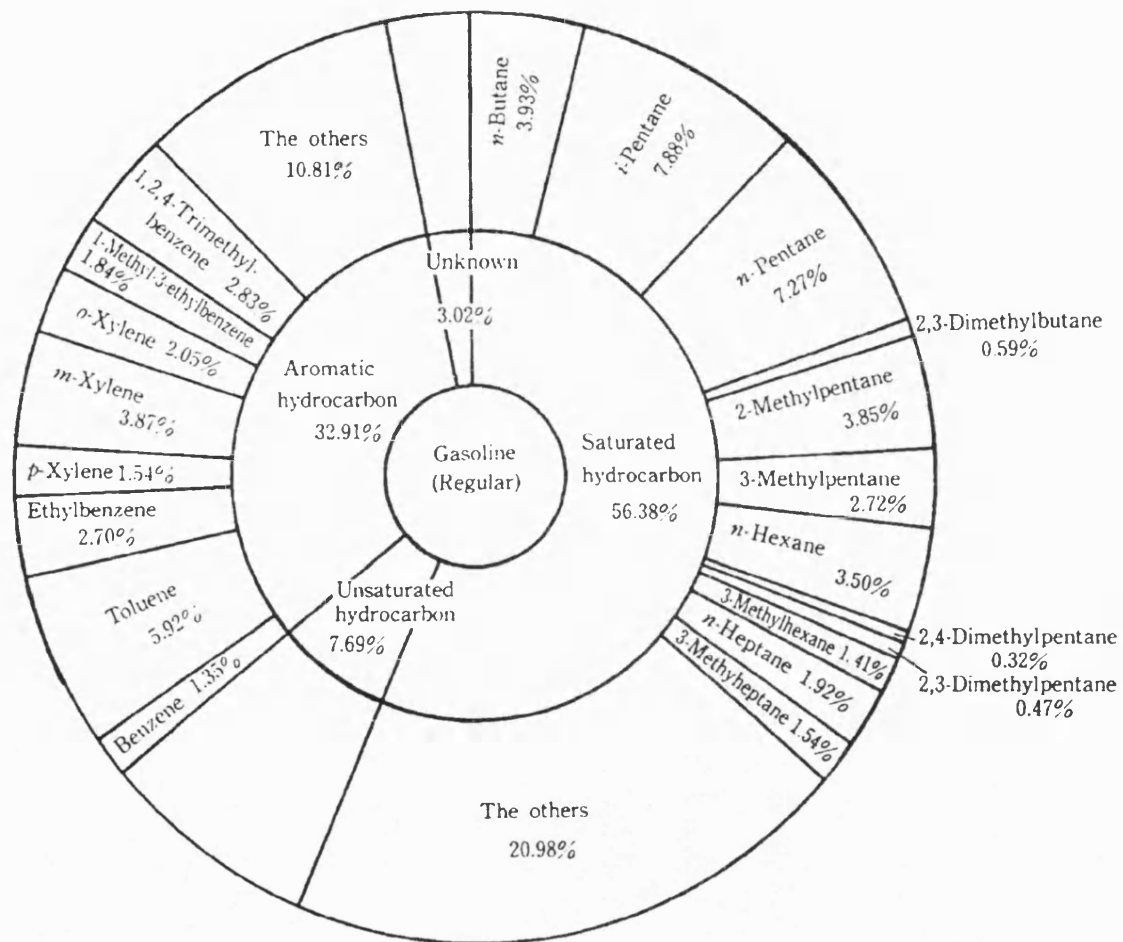 Gasoline
(Regular)
Saturated
hydrocarbon
56.38%
Unsaturated
hydrocarbon
7.69%
Aromatic
hydrocarbon
32.91%
Unknown
3.02%
n-Butane
3.93%
i-Pentane
7.88%
n-Pentane
7.27%
2,3-Dimethylbutane
0.59%
2-Methylpentane
3.85%
3-Methylpentane
2.72%
n-Hexane
3.50%
2,4-Dimethylpentane
0.32%
2,3-Dimethylpentane
0.47%
3-Methylhexane 1.41%
n-Heptane 1.92%
3-Methyheptane 1.54%
The others
20.98%
Benzene 1.35%
Toluene
5.92%
Ethylbenzene
2.70%
p-Xylene 1.54%
m-Xylene
3.87%
o-Xylene 2.05%
1-Methyl-3-ethylbenzene
1.84%
1,2,4-Trimethyl-
benzene 2.83%
The others
10.81%